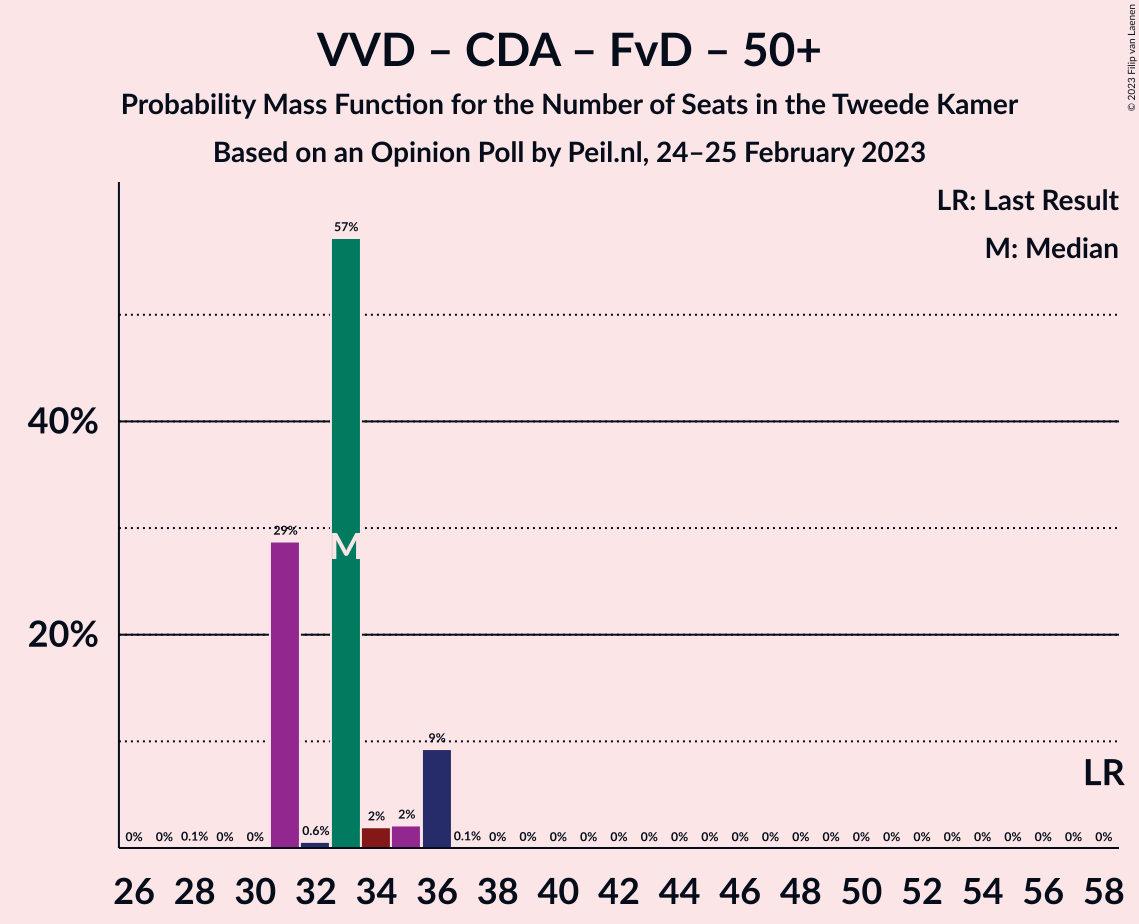 VVD – CDA – FvD – 50+
Probability Mass Function for the Number of Seats in the Tweede Kamer
Based on an Opinion Poll by Peil.nl, 24–25 February 2023
© 2023 Filip van Laenen
LR: Last Result
M: Median
57%
40%
29%
M
20%
9%
LR
0% 0% 0.1% 0% 0% 0.6% 2% 2% 0.1% 0% 0% 0% 0% 0% 0% 0% 0% 0% 0% 0% 0% 0% 0% 0% 0% 0% 0% 0% 0% 0%
26 28 30 32 34 36 38 40 42 44 46 48 50 52 54 56 58